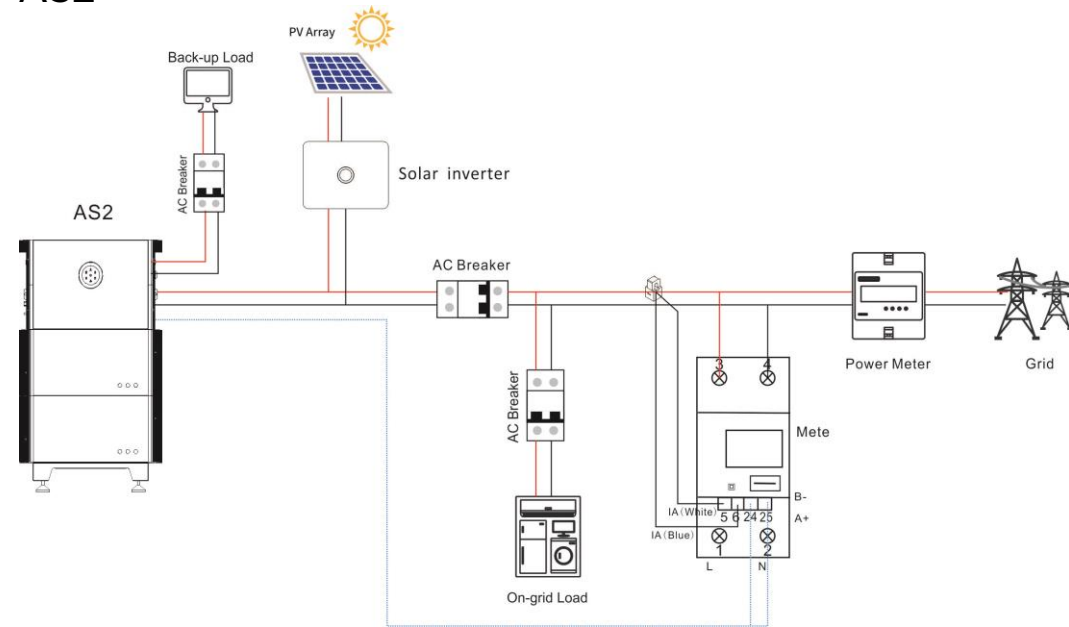 AS2
PV Array
Back-up Load
AC Breaker
Solar inverter
AS2
AC Breaker
Power Meter
Grid
3 4
AC Breaker
Mete
B-
IA(White)
5 6 24 25
A+
IA(Blue)
1 2
L N
On-grid Load